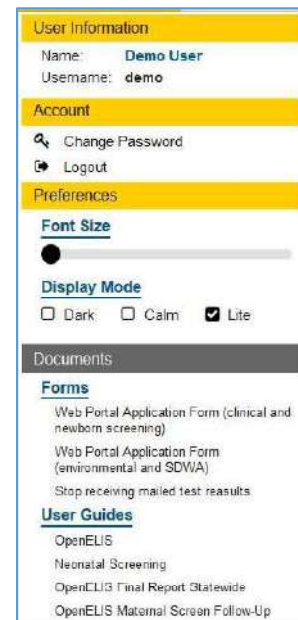 User Information
Name: Demo User
Username: demo
Account
Change Password
Logout
Preferences
Font Size
Display Mode
Dark Calm Lite
Documents
Forms
Web Portal Application Form (clinical and
newborn screening)
Web Portal Application Form
(environmental and SDWA)
Stop receiving mailed test reasults
User Guides
OpenELIS
Neonatal Screening
OpenELIS Final Report Statewide
OpenELIS Maternal Screen Follow-Up